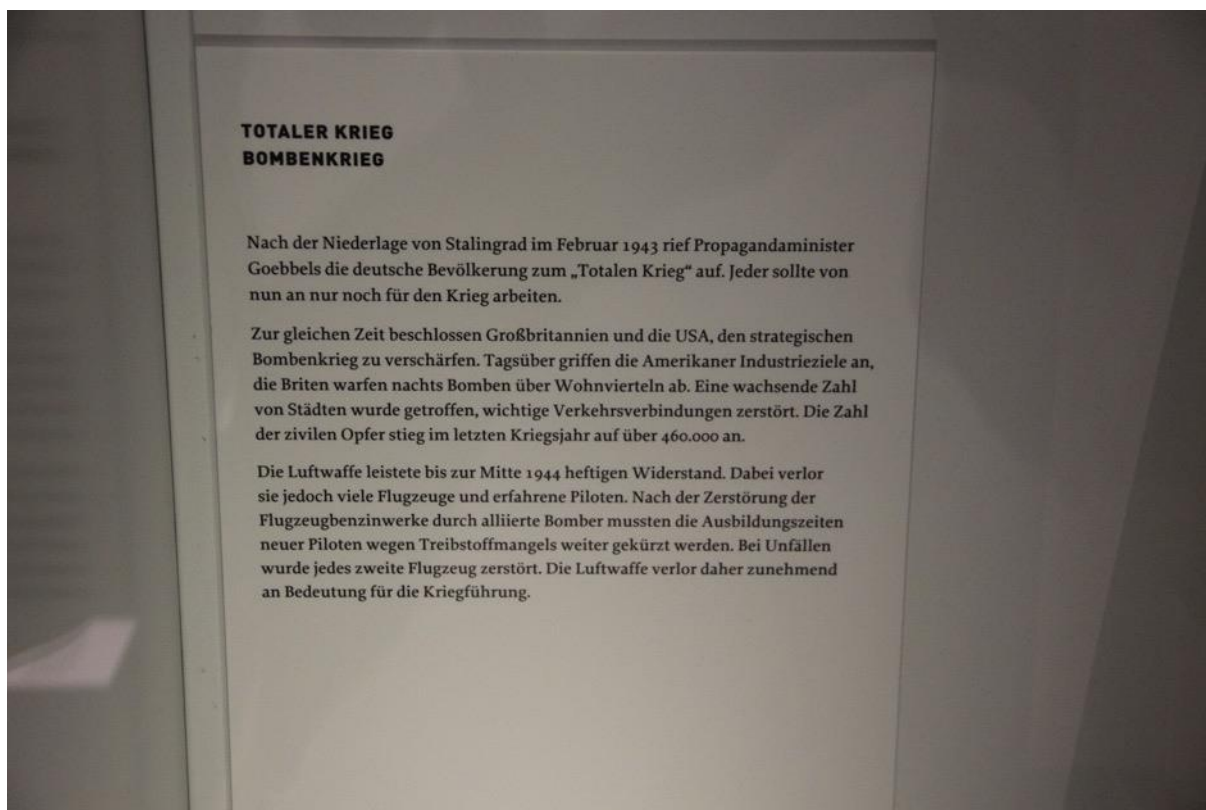 TOTALER KRIEG
BOMBENKRIEG
Nach der Niederlage von Stalingrad im Februar 1943 rief Propagandaminister
Goebbels die deutsche Bevölkerung zum „Totalen Krieg“ auf. Jeder sollte von
nun an nur noch für den Krieg arbeiten.
Zur gleichen Zeit beschlossen Großbritannien und die USA, den strategischen
Bombenkrieg zu verschärfen. Tagsüber griffen die Amerikaner Industrieziele an,
die Briten warfen nachts Bomben über Wohnvierteln ab. Eine wachsende Zahl
von Städten wurde getroffen, wichtige Verkehrsverbindungen zerstört. Die Zahl
der zivilen Opfer stieg im letzten Kriegsjahr auf über 460.000 an.
Die Luftwaffe leistete bis zur Mitte 1944 heftigen Widerstand. Dabei verlor
sie jedoch viele Flugzeuge und erfahrene Piloten. Nach der Zerstörung der
Flugzeugbenzinwerke durch alliierte Bomber mussten die Ausbildungszeiten
neuer Piloten wegen Treibstoffmangels weiter gekürzt werden. Bei Unfällen
wurde jedes zweite Flugzeug zerstört. Die Luftwaffe verlor daher zunehmend
an Bedeutung für die Kriegführung.